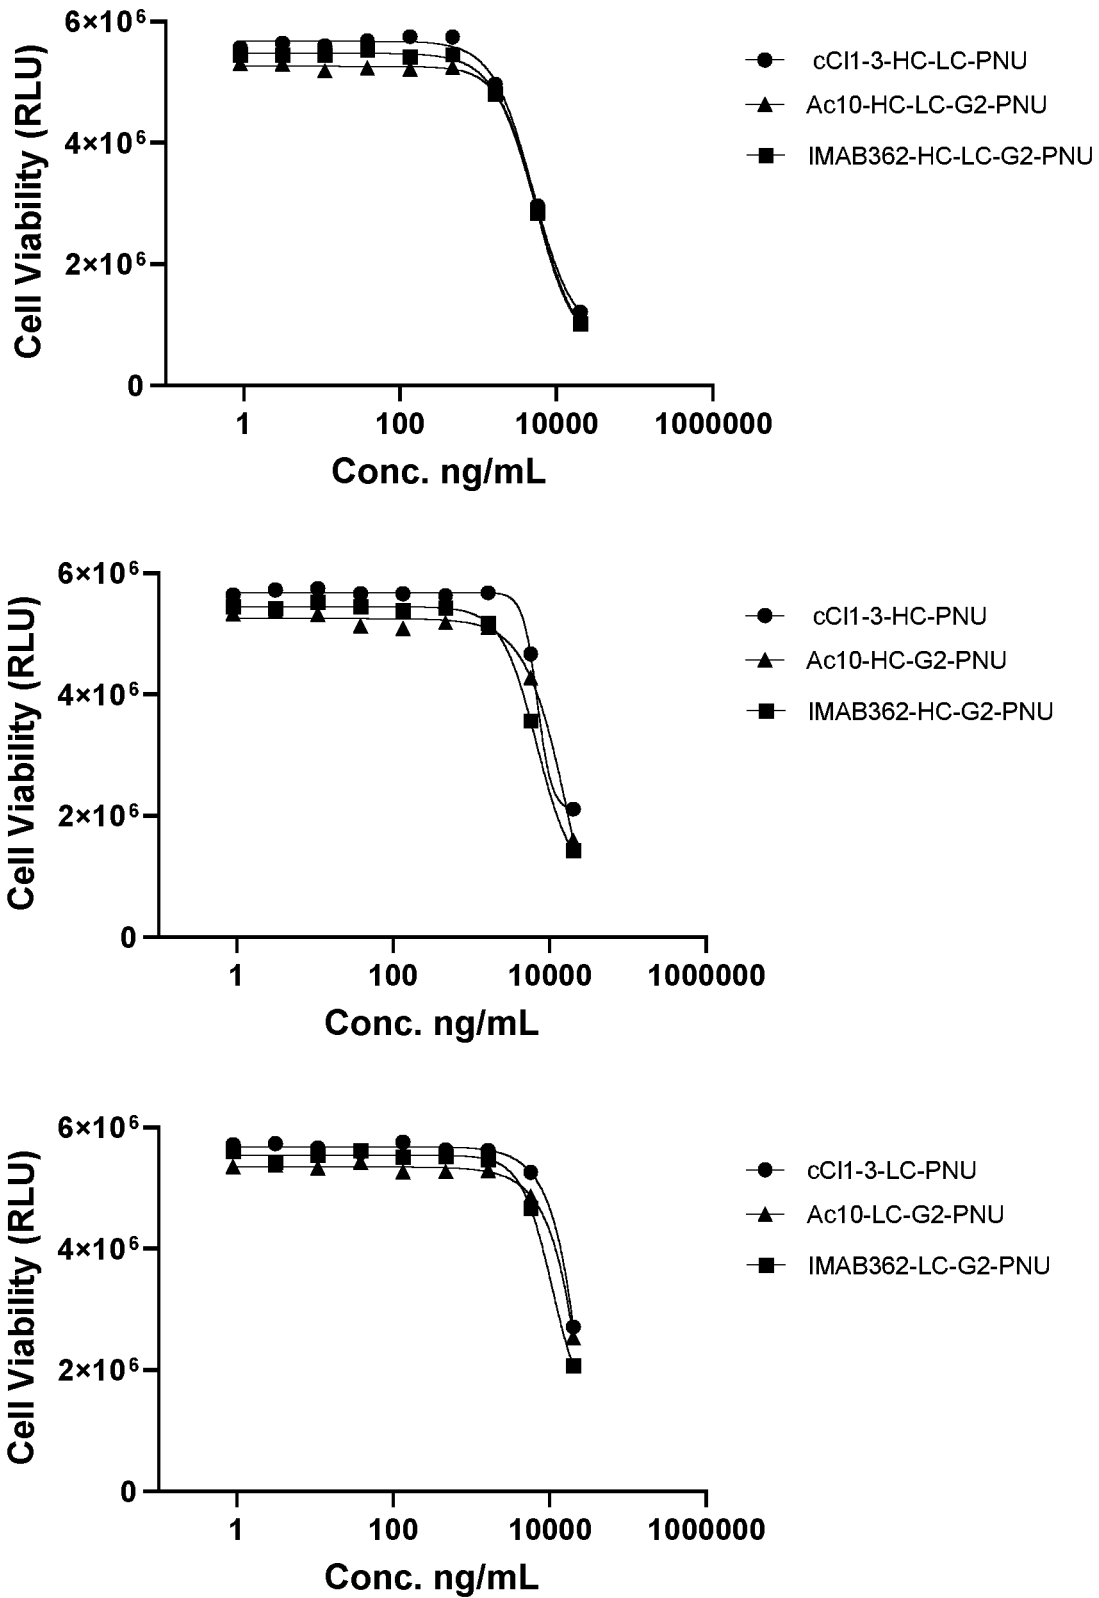 6×10⁶
4×10⁶
2×10⁶
0
Cell Viability (RLU)
1 100 10000 1000000
Conc. ng/mL
cCl1-3-HC-LC-PNU
Ac10-HC-LC-G2-PNU
IMAB362-HC-LC-G2-PNU
6×10⁶
4×10⁶
2×10⁶
0
Cell Viability (RLU)
1 100 10000 1000000
Conc. ng/mL
cCl1-3-HC-PNU
Ac10-HC-G2-PNU
IMAB362-HC-G2-PNU
6×10⁶
4×10⁶
2×10⁶
0
Cell Viability (RLU)
1 100 10000 1000000
Conc. ng/mL
cCl1-3-LC-PNU
Ac10-LC-G2-PNU
IMAB362-LC-G2-PNU